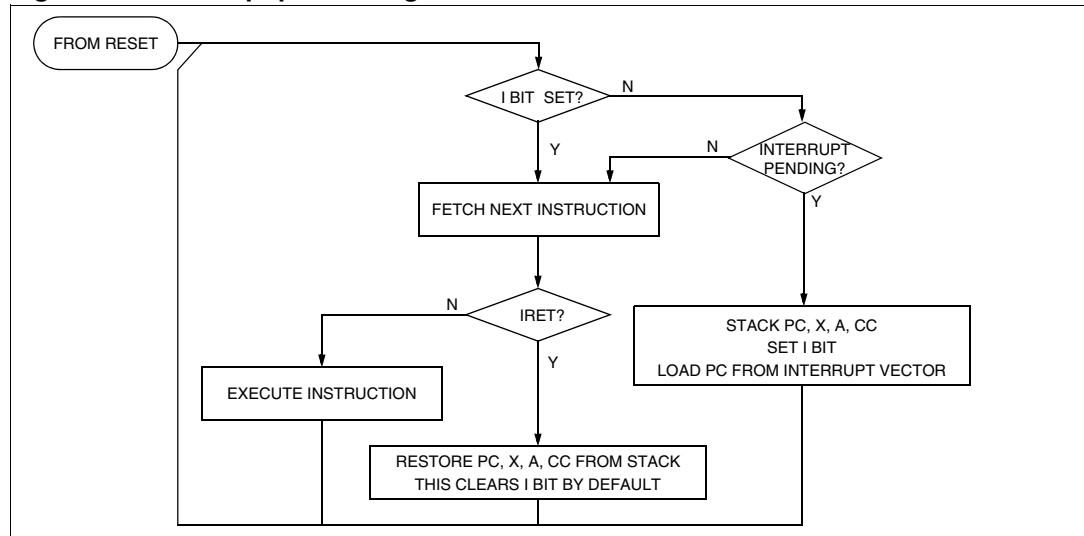 FROM RESET
I BIT SET?
N
Y
INTERRUPT
PENDING?
N
Y
FETCH NEXT INSTRUCTION
IRET?
N
Y
STACK PC, X, A, CC
SET I BIT
LOAD PC FROM INTERRUPT VECTOR
EXECUTE INSTRUCTION
RESTORE PC, X, A, CC FROM STACK
THIS CLEARS I BIT BY DEFAULT